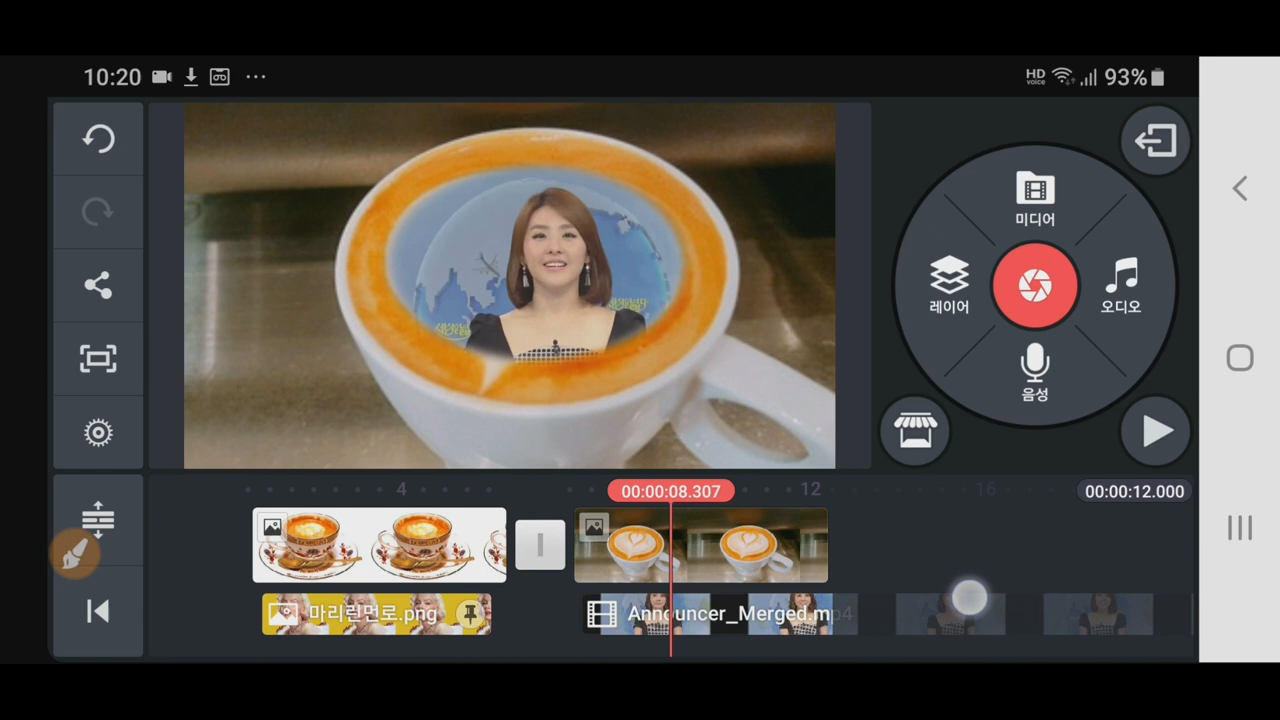 10:20
HD voice
93%
미디어
레이어
오디오
음성
4
00:00:08.307
12
16
00:00:12.000
마리린먼로.png
Announcer_Merged.mp4